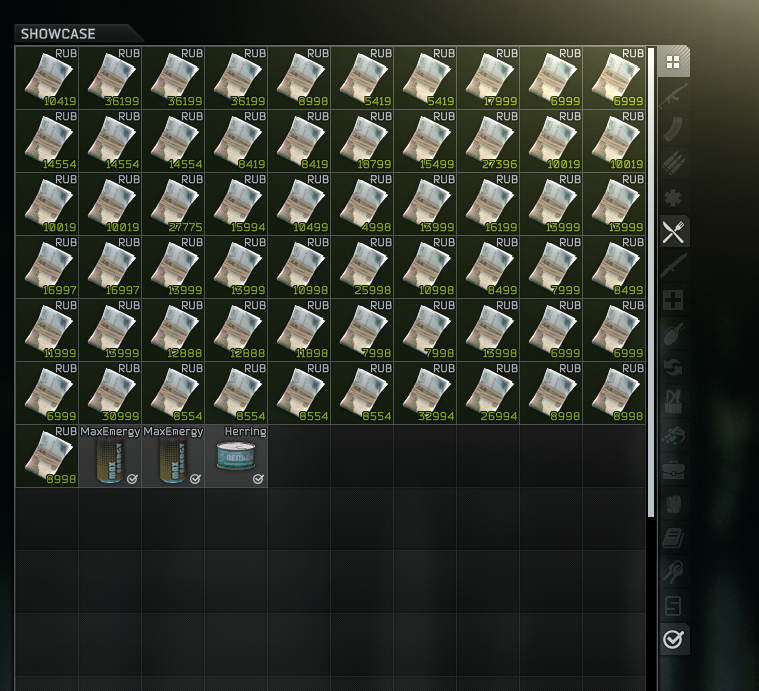 SHOWCASE
RUB RUB RUB RUB RUB RUB RUB RUB RUB RUB
10419 36199 36199 36199 8998 5419 5419 17999 6999 6999
RUB RUB RUB RUB RUB RUB RUB RUB RUB RUB
14554 14554 14554 8419 8419 18799 15499 27396 10019 10019
RUB RUB RUB RUB RUB RUB RUB RUB RUB RUB
10019 10019 27775 15994 10499 4998 13999 16199 13999 13999
RUB RUB RUB RUB RUB RUB RUB RUB RUB RUB
16997 16997 13999 13999 10998 25998 10998 8499 7999 8499
RUB RUB RUB RUB RUB RUB RUB RUB RUB RUB
11999 13999 12888 12888 11898 7998 7998 13998 6999 6999
RUB RUB RUB RUB RUB RUB RUB RUB RUB RUB
6999 30999 8554 8554 8554 8554 32994 26994 8998 8998
RUB MaxEnergy MaxEnergy Herring
8998
MAX ENERGY MAX ENERGY